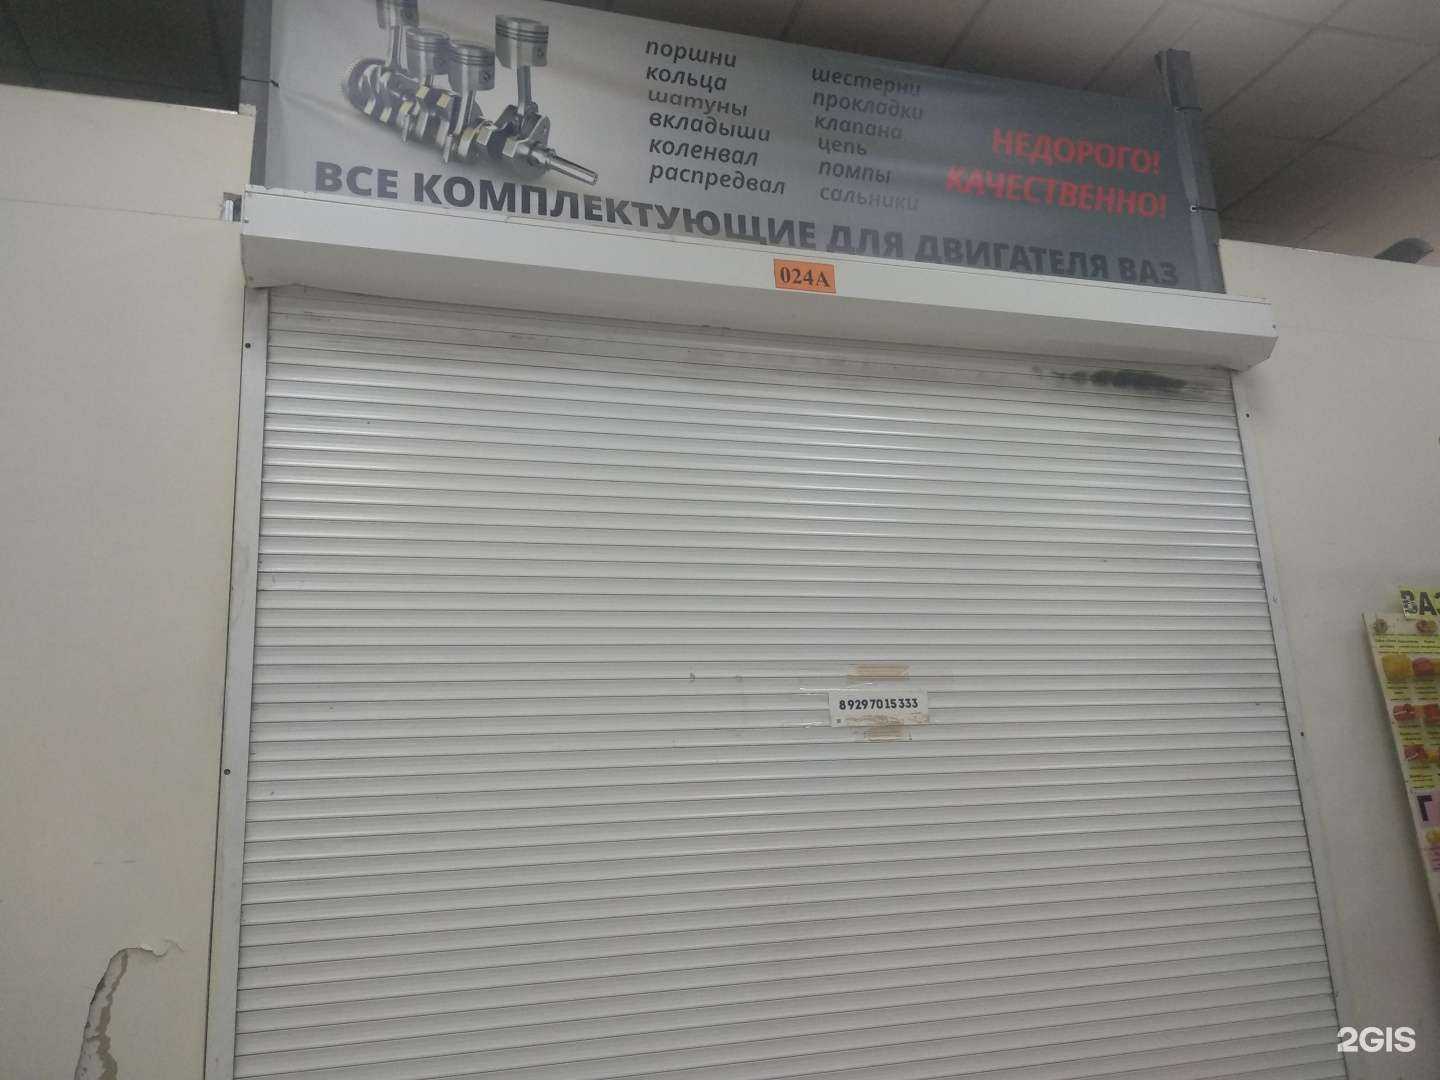 поршни
кольца
шатуны
вкладыши
коленвал
распредвал
шестерни
прокладки
клапана
цепь
помпы
сальники
НЕДОРОГО!
КАЧЕСТВЕННО!
ВСЕ КОМПЛЕКТУЮЩИЕ ДЛЯ ДВИГАТЕЛЯ ВАЗ
024А
89297015333
ВАЗ
Г
2GIS